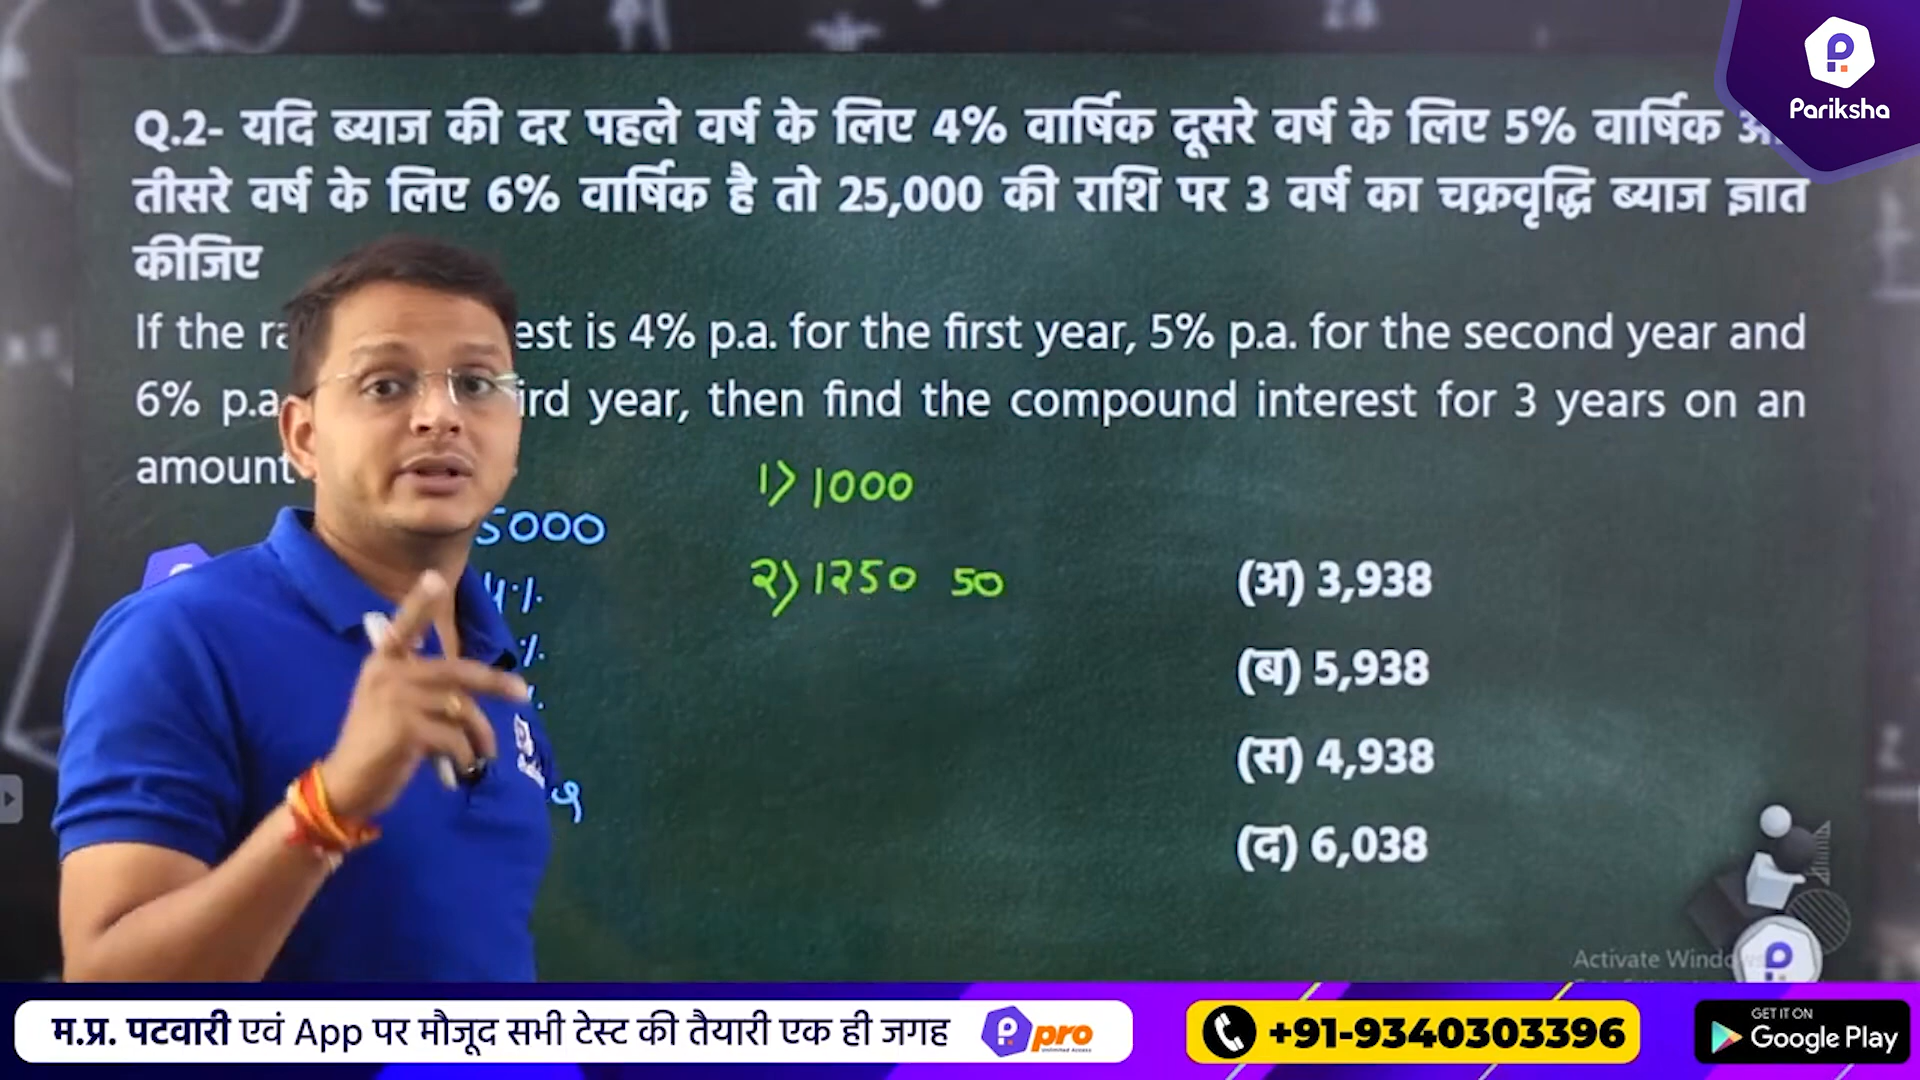 Pariksha
Q.2- यदि ब्याज की दर पहले वर्ष के लिए 4% वार्षिक दूसरे वर्ष के लिए 5% वार्षिक
तीसरे वर्ष के लिए 6% वार्षिक है तो 25,000 की राशि पर 3 वर्ष का चक्रवृद्धि ब्याज ज्ञात
कीजिए
If the est is 4% p.a. for the first year, 5% p.a. for the second year and
6% p.a ird year, then find the compound interest for 3 years on an
amount
1) 1000
5000
२) 1250 50
4%
%
(अ) 3,938
(ब) 5,938
(स) 4,938
(द) 6,038
Activate Windo
म.प्र. पटवारी एवं App पर मौजूद सभी टेस्ट की तैयारी एक ही जगह
pro
+91-9340303396
GET IT ON
Google Play